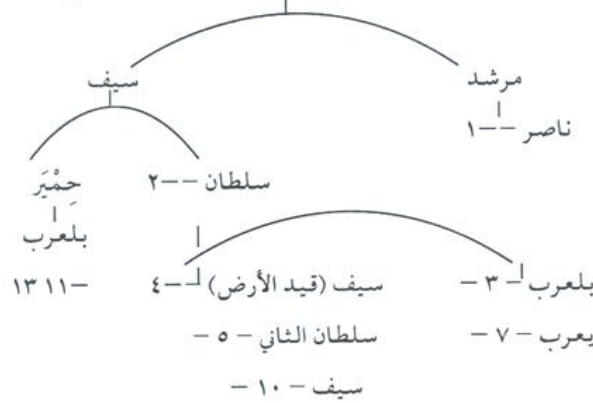 مرشد سيف
ناصر --١
سلطان --٢ حِمْيَر
بلعرب
بلعرب - ٣ - سيف (قيد الأرض) --٤ -١١ ١٣
يعرب - ٧ - سلطان الثاني - ٥ -
سيف - ١٠ -